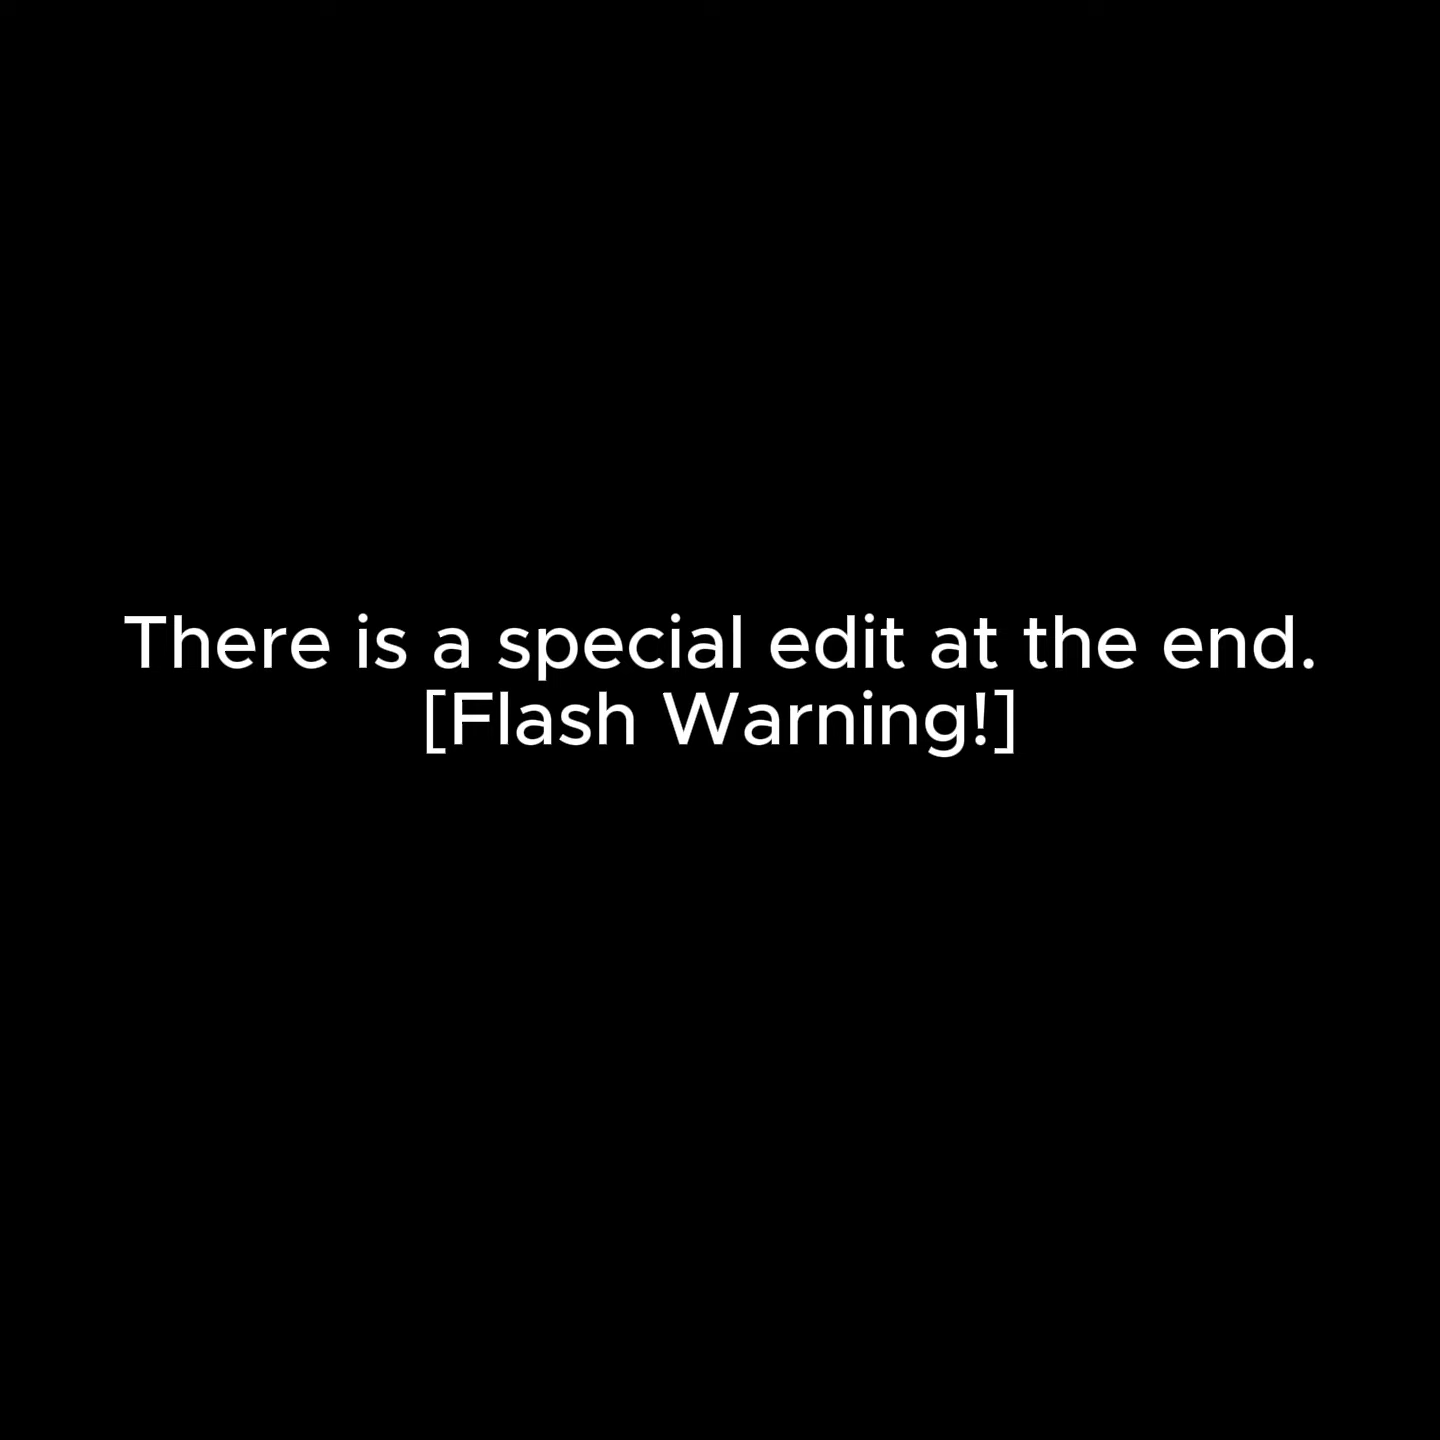 There is a special edit at the end.
[Flash Warning!]